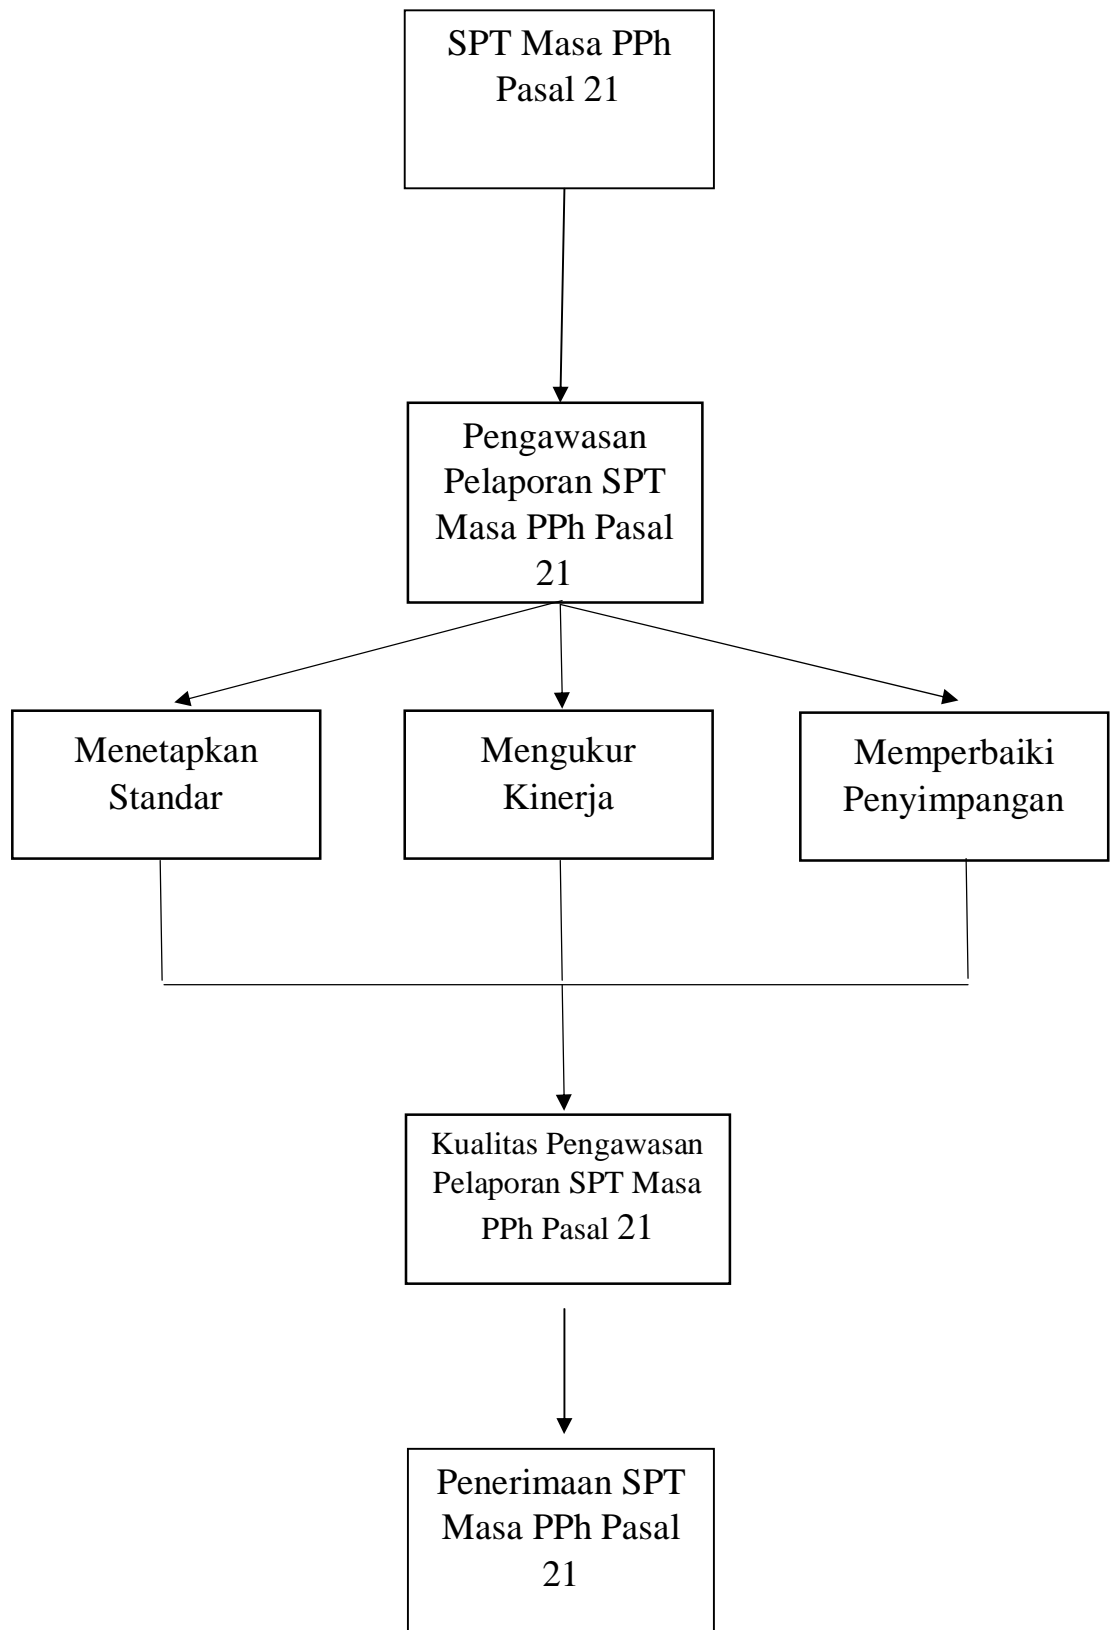 SPT Masa PPh
Pasal 21
Pengawasan
Pelaporan SPT
Masa PPh Pasal
21
Menetapkan
Standar
Mengukur
Kinerja
Memperbaiki
Penyimpangan
Kualitas Pengawasan
Pelaporan SPT Masa
PPh Pasal 21
Penerimaan SPT
Masa PPh Pasal
21